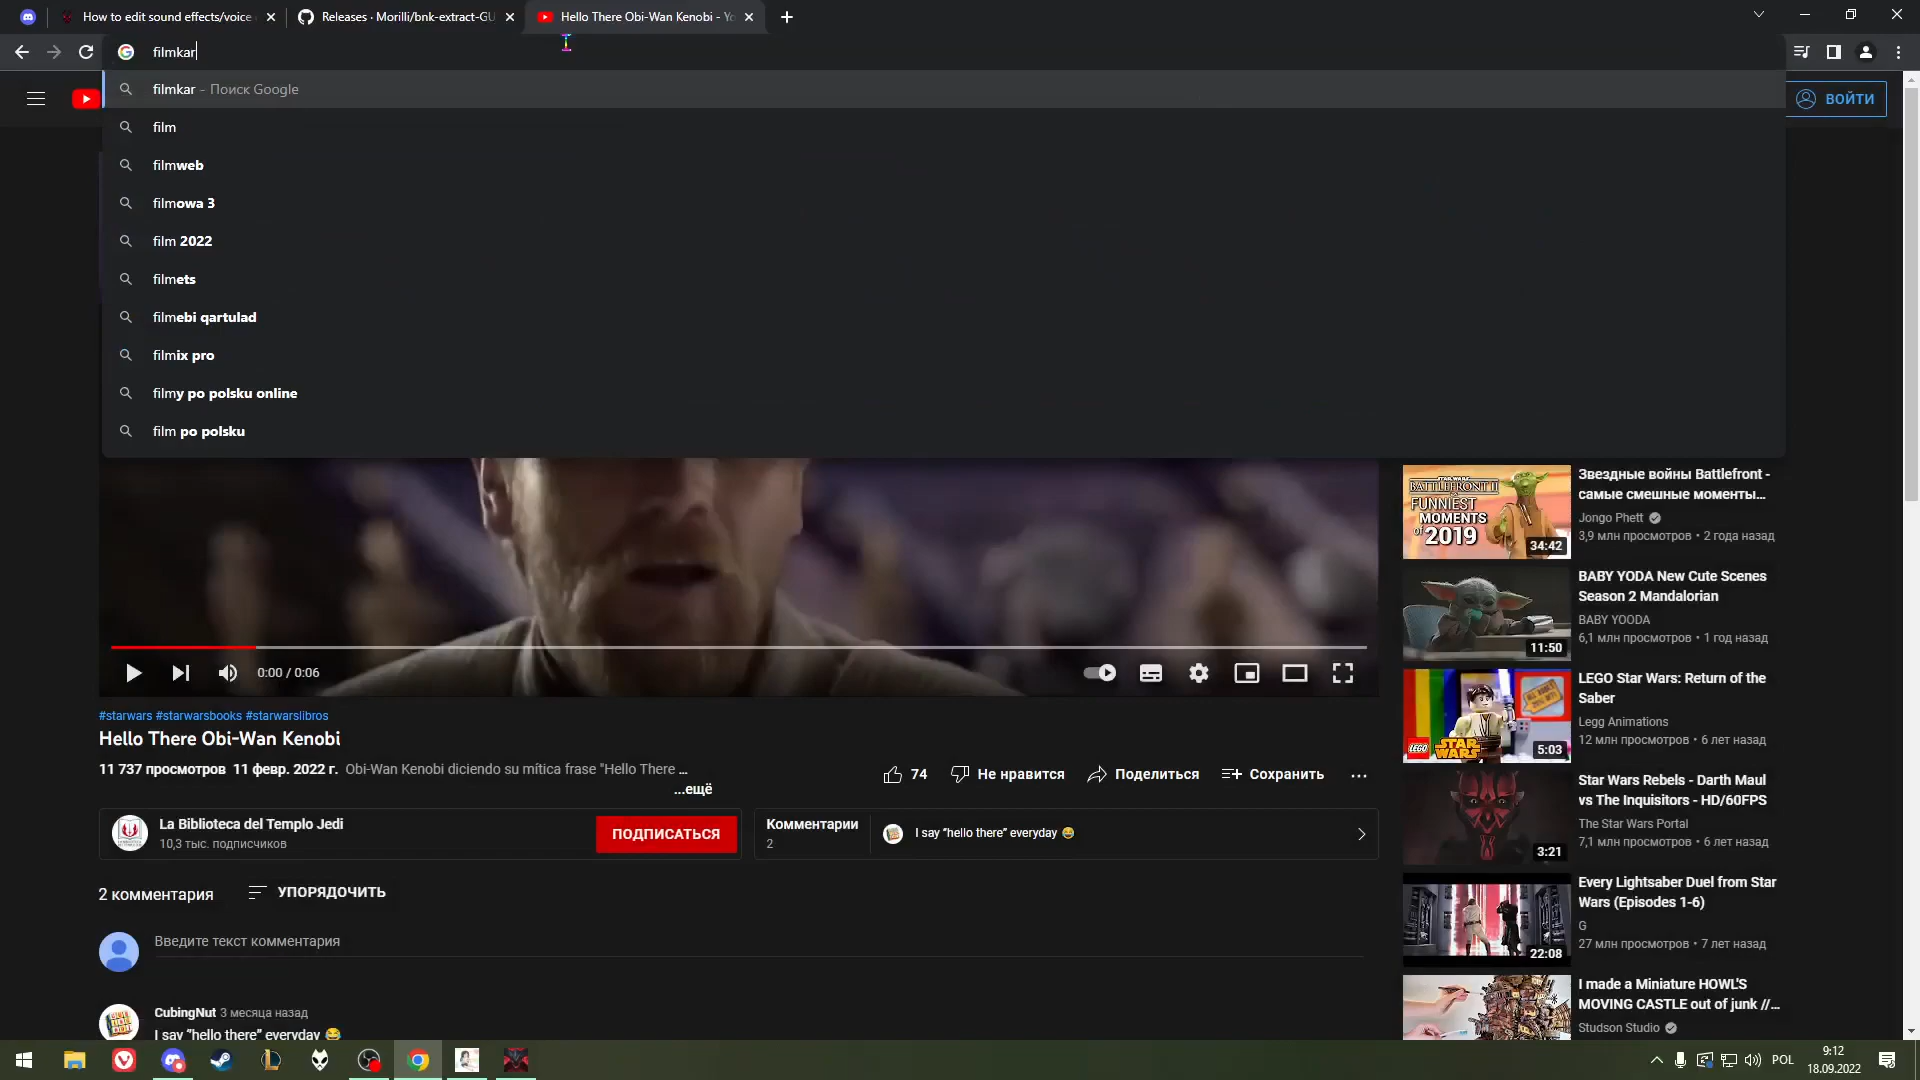 How to edit sound effects/voice
Releases · Morilli/bnk-extract-GU
Hello There Obi-Wan Kenobi - Yo
filmkar
filmkar - Поиск Google
film
filmweb
filmowa 3
film 2022
filmets
filmebi qartulad
filmix pro
filmy po polsku online
film po polsku
ВОЙТИ
0:00 / 0:06
#starwars #starwarsbooks #starwarslibros
Hello There Obi-Wan Kenobi
11 737 просмотров 11 февр. 2022 г. Obi-Wan Kenobi diciendo su mítica frase "Hello There ...
...ещё
74
Не нравится
Поделиться
Сохранить
La Biblioteca del Templo Jedi
10,3 тыс. подписчиков
ПОДПИСАТЬСЯ
Комментарии
2
I say “hello there” everyday 😂
2 комментария
УПОРЯДОЧИТЬ
Введите текст комментария
CubingNut 3 месяца назад
I say “hello there” everyday 😂
BATTLEFRONT II
FUNNIEST
MOMENTS
of 2019
34:42
Звездные войны Battlefront -
самые смешные моменты...
Jongo Phett
3,9 млн просмотров • 2 года назад
11:50
BABY YODA New Cute Scenes
Season 2 Mandalorian
BABY YOODA
6,1 млн просмотров • 1 год назад
LEGO
STAR WARS
5:03
LEGO Star Wars: Return of the
Saber
Legg Animations
12 млн просмотров • 6 лет назад
3:21
Star Wars Rebels - Darth Maul
vs The Inquisitors - HD/60FPS
The Star Wars Portal
7,1 млн просмотров • 6 лет назад
22:08
Every Lightsaber Duel from Star
Wars (Episodes 1-6)
G
27 млн просмотров • 7 лет назад
I made a Miniature HOWL'S
MOVING CASTLE out of junk //...
Studson Studio
POL
9:12
18.09.2022